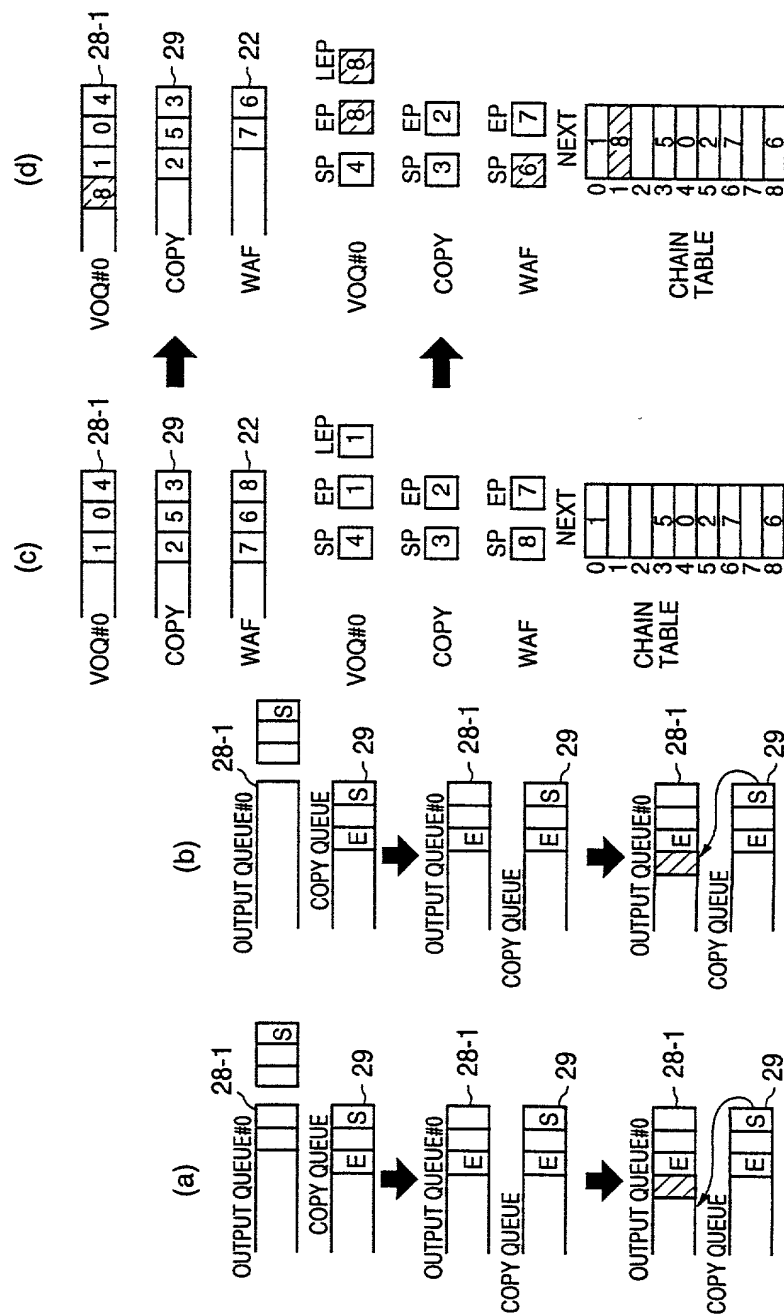 (a)
28-1
OUTPUT QUEUE#0
S
COPY QUEUE
E S
29
OUTPUT QUEUE#0
28-1
E
COPY QUEUE
E S
29
OUTPUT QUEUE#0
28-1
E
COPY QUEUE
E S
29
(b)
28-1
OUTPUT QUEUE#0
S
COPY QUEUE
E S
29
OUTPUT QUEUE#0
28-1
E
COPY QUEUE
E S
29
OUTPUT QUEUE#0
28-1
E
COPY QUEUE
E S
29
(c)
VOQ#0 1 0 4 28-1
COPY 2 5 3 29
WAF 7 6 8 22
SP EP LEP
VOQ#0 4 1 1
SP EP
COPY 3 2
SP EP
WAF 8 7
NEXT
CHAIN
TABLE
0 1
1
2
3 5
4 0
5 2
6 7
7
8 6
(d)
VOQ#0 8 1 0 4 28-1
COPY 2 5 3 29
WAF 7 6 22
SP EP LEP
VOQ#0 4 8 8
SP EP
COPY 3 2
SP EP
WAF 6 7
NEXT
CHAIN
TABLE
0 1
1 8
2
3 5
4 0
5 2
6 7
7
8 6